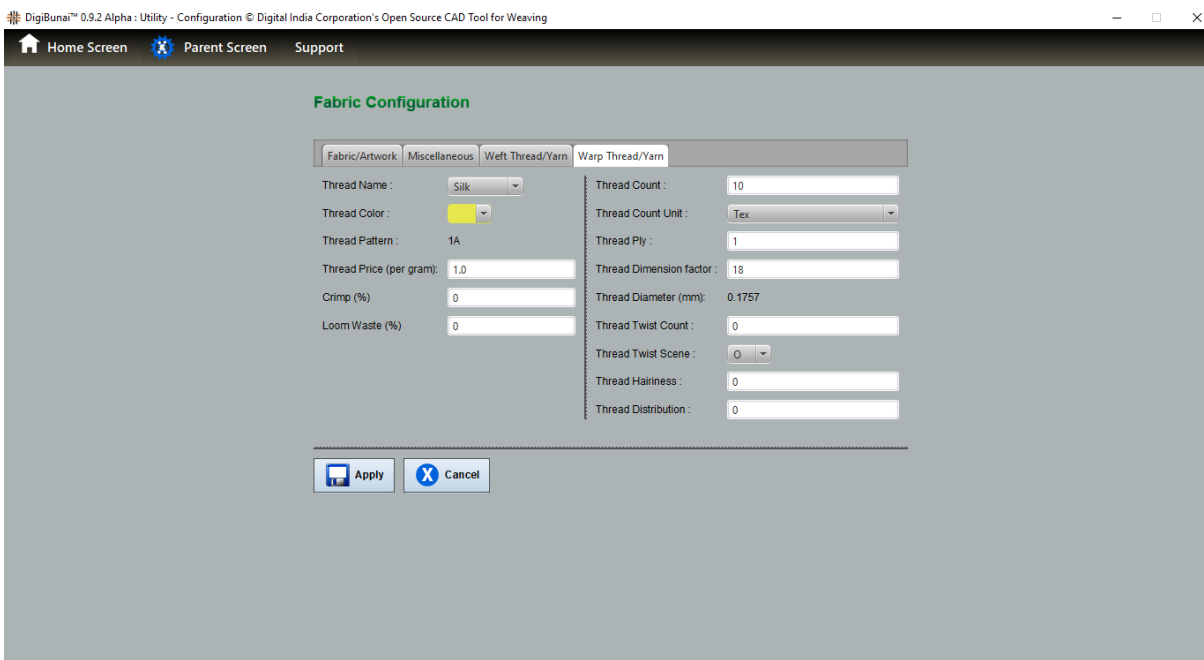 DigiBunai™ 0.9.2 Alpha : Utility - Configuration © Digital India Corporation's Open Source CAD Tool for Weaving
Home Screen Parent Screen Support
Fabric Configuration
Fabric/Artwork Miscellaneous Weft Thread/Yarn Warp Thread/Yarn
Thread Name : Silk
Thread Color :
Thread Pattern : 1A
Thread Price (per gram): 1.0
Crimp (%) 0
Loom Waste (%) 0
Thread Count : 10
Thread Count Unit : Tex
Thread Ply : 1
Thread Dimension factor : 18
Thread Diameter (mm): 0.1757
Thread Twist Count : 0
Thread Twist Scene : O
Thread Hairiness : 0
Thread Distribution : 0
Apply X Cancel